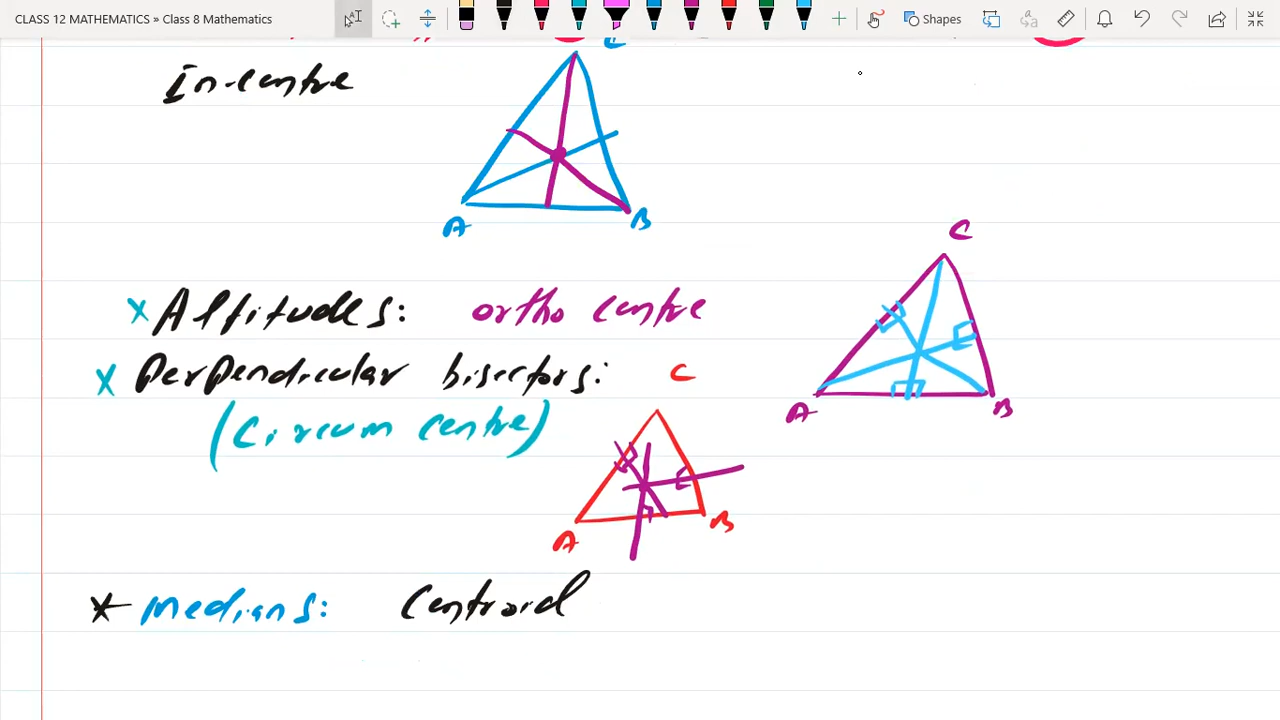 CLASS 12 MATHEMATICS » Class 8 Mathematics
Shapes
In-centre
A
B
C
Altitudes: ortho centre
A
B
C
Perpendicular bisectors:
(Circum centre)
C
A
B
* medians: Centroid